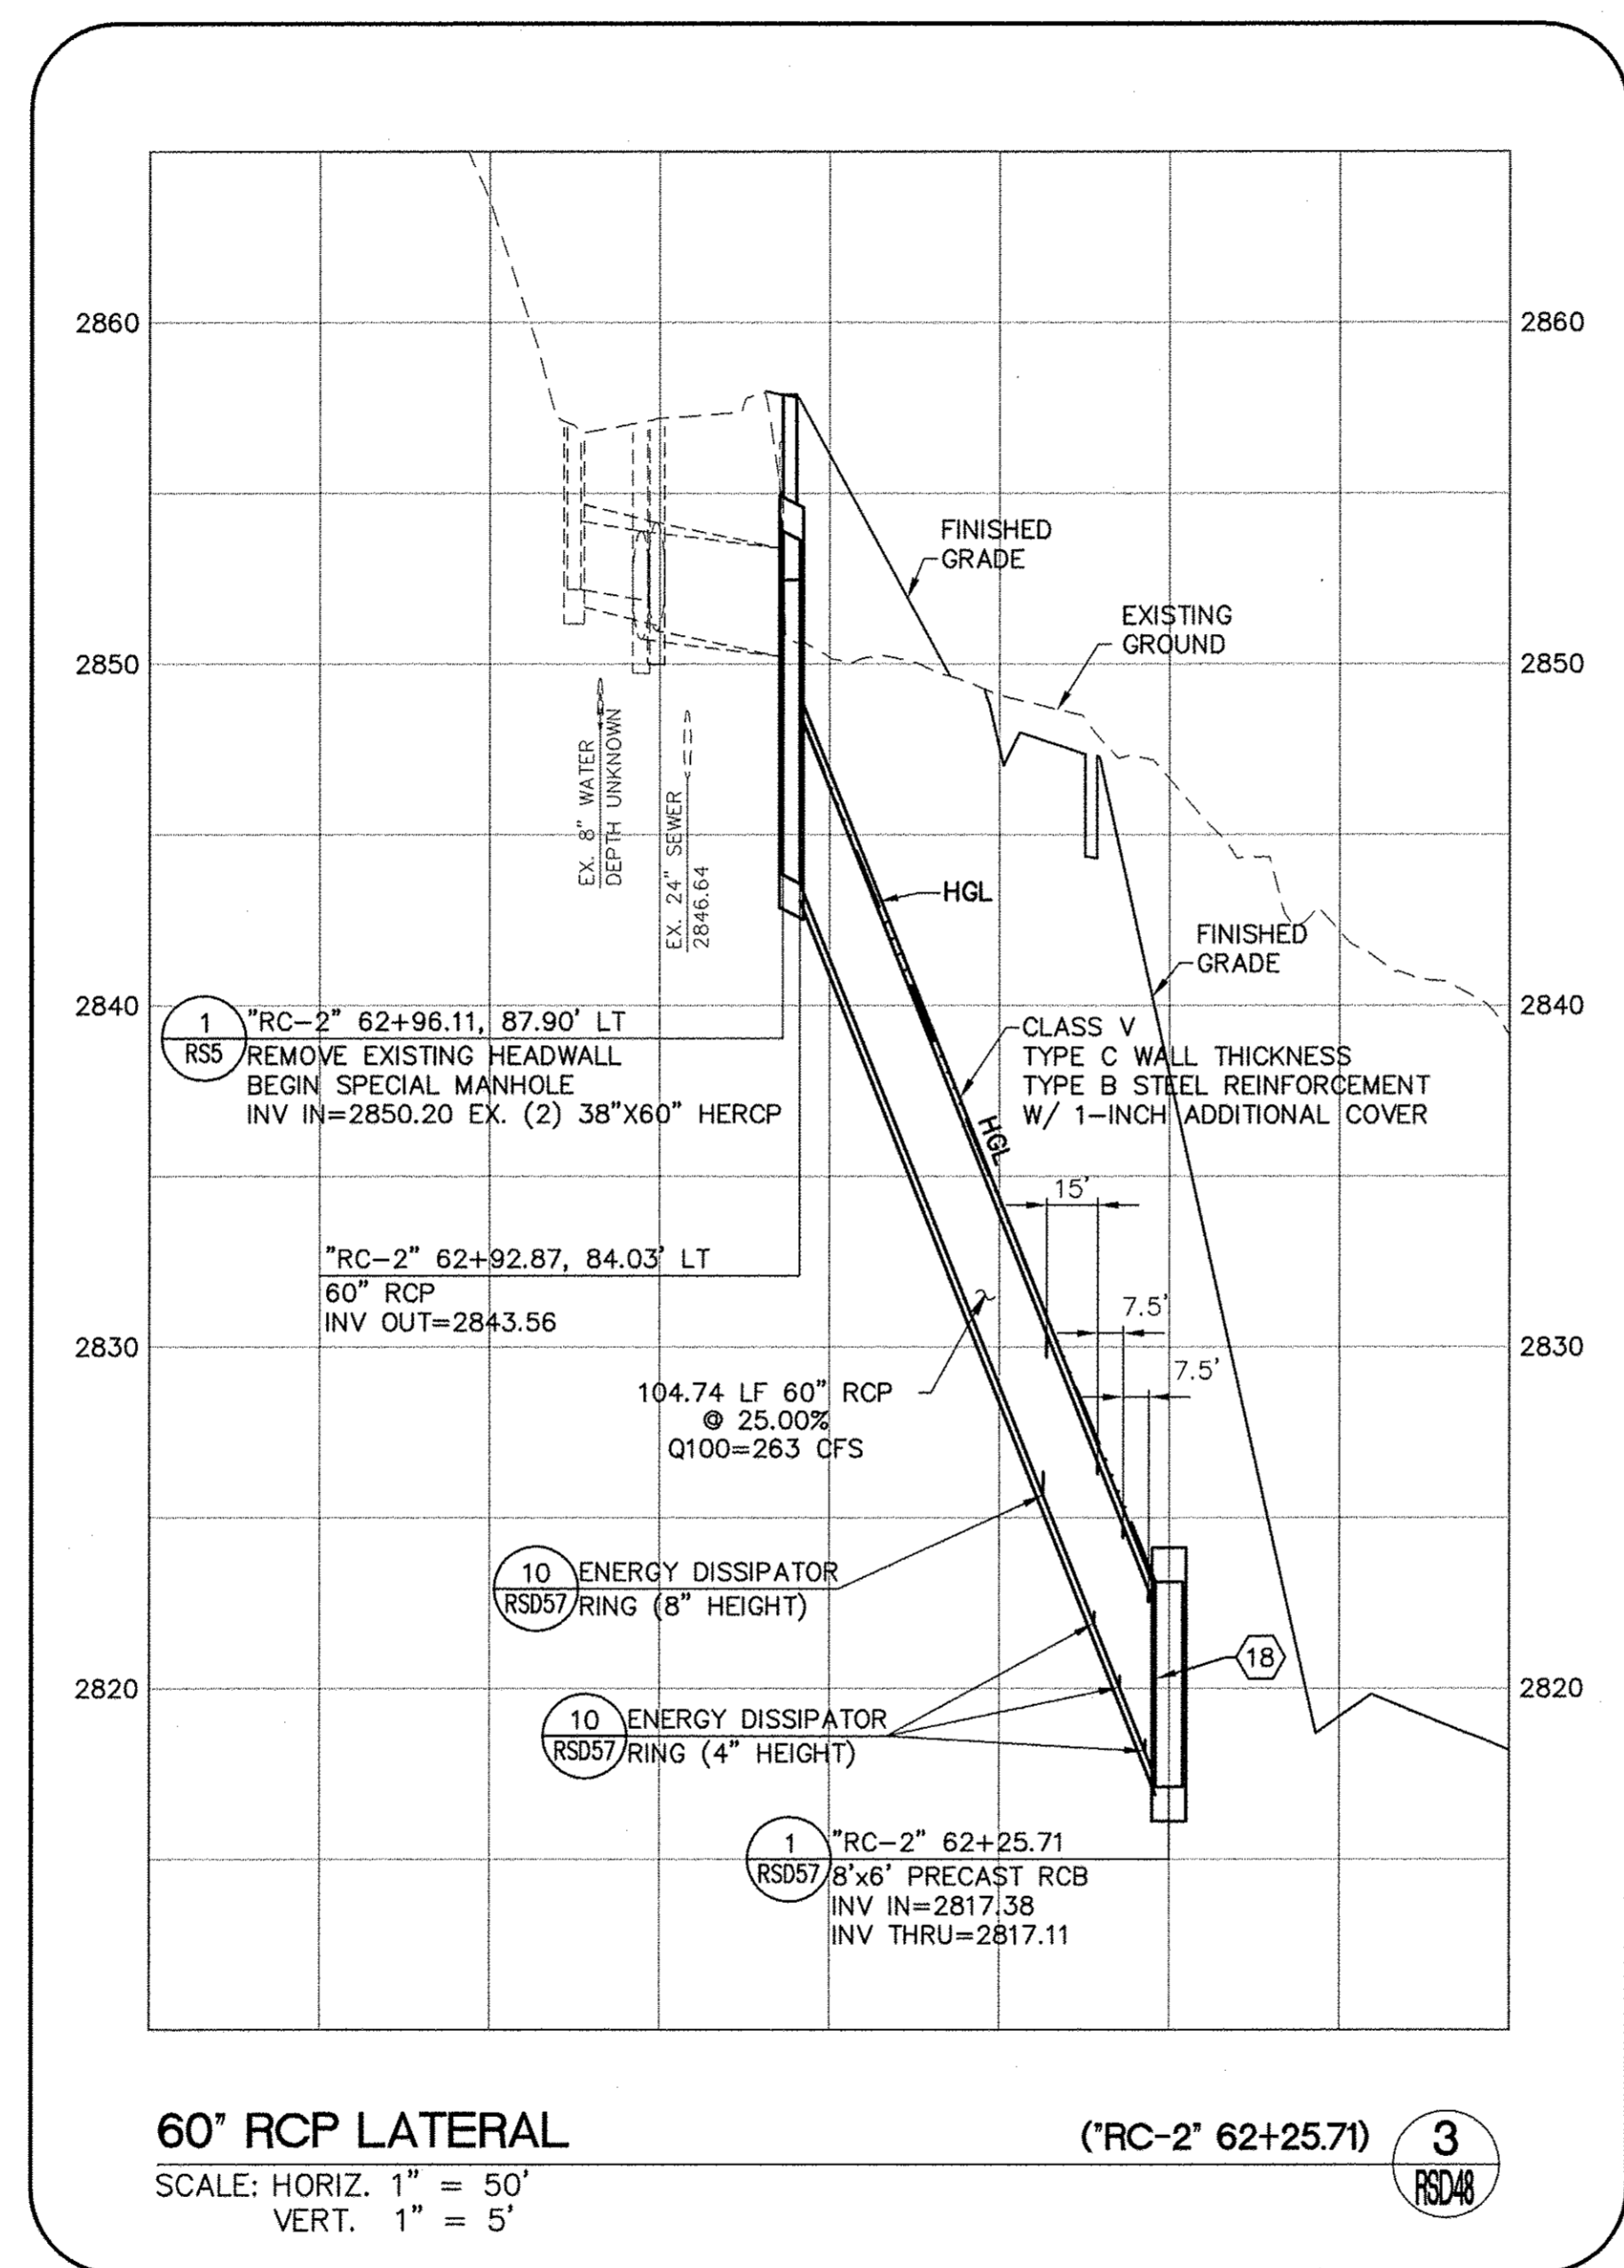 2860
2860
FINISHED
GRADE
EXISTING
GROUND
2850
2850
EX. 8" WATER
DEPTH UNKNOWN
EX. 24" SEWER
2846.64
HGL
FINISHED
GRADE
2840
2840
1
RS5
"RC-2" 62+96.11, 87.90' LT
REMOVE EXISTING HEADWALL
BEGIN SPECIAL MANHOLE
INV IN=2850.20 EX. (2) 38"X60" HERCP
CLASS V
TYPE C WALL THICKNESS
TYPE B STEEL REINFORCEMENT
W/ 1-INCH ADDITIONAL COVER
HGL
15'
"RC-2" 62+92.87, 84.03' LT
60" RCP
INV OUT=2843.56
7.5'
2830
2830
7.5'
104.74 LF 60" RCP
@ 25.00%
Q100=263 CFS
10
RSD57
ENERGY DISSIPATOR
RING (8" HEIGHT)
18
2820
2820
10
RSD57
ENERGY DISSIPATOR
RING (4" HEIGHT)
1
RSD57
"RC-2" 62+25.71
8'x6' PRECAST RCB
INV IN=2817.38
INV THRU=2817.11
60" RCP LATERAL
("RC-2" 62+25.71)
3
RSD48
SCALE: HORIZ. 1" = 50'
VERT. 1" = 5'